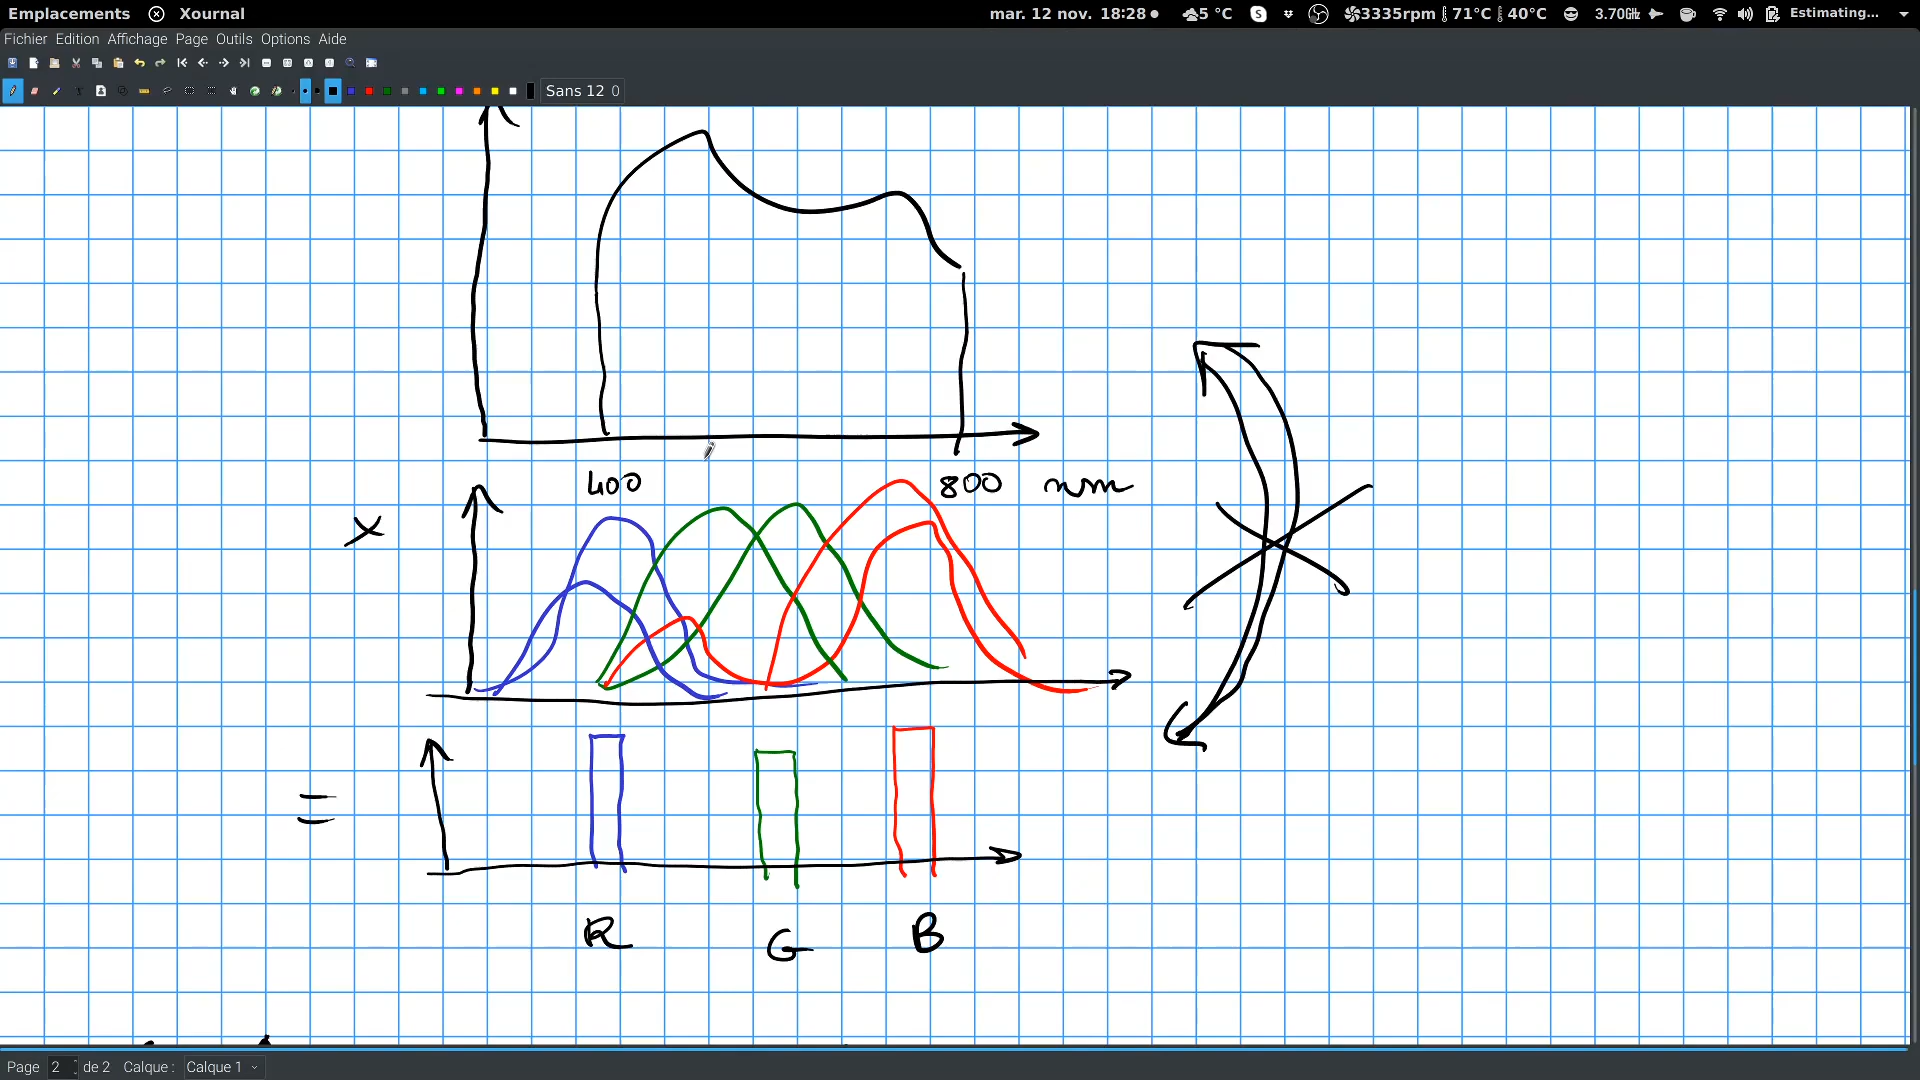 Emplacements Xournal mar. 12 nov. 18:28 5 °C S 3335rpm 71°C 40°C 3.70GHz Estimating...
Fichier Edition Affichage Page Outils Options Aide
Sans 12 0
400 800 nm
x
=
R G B
Page 2 de 2 Calque : Calque 1